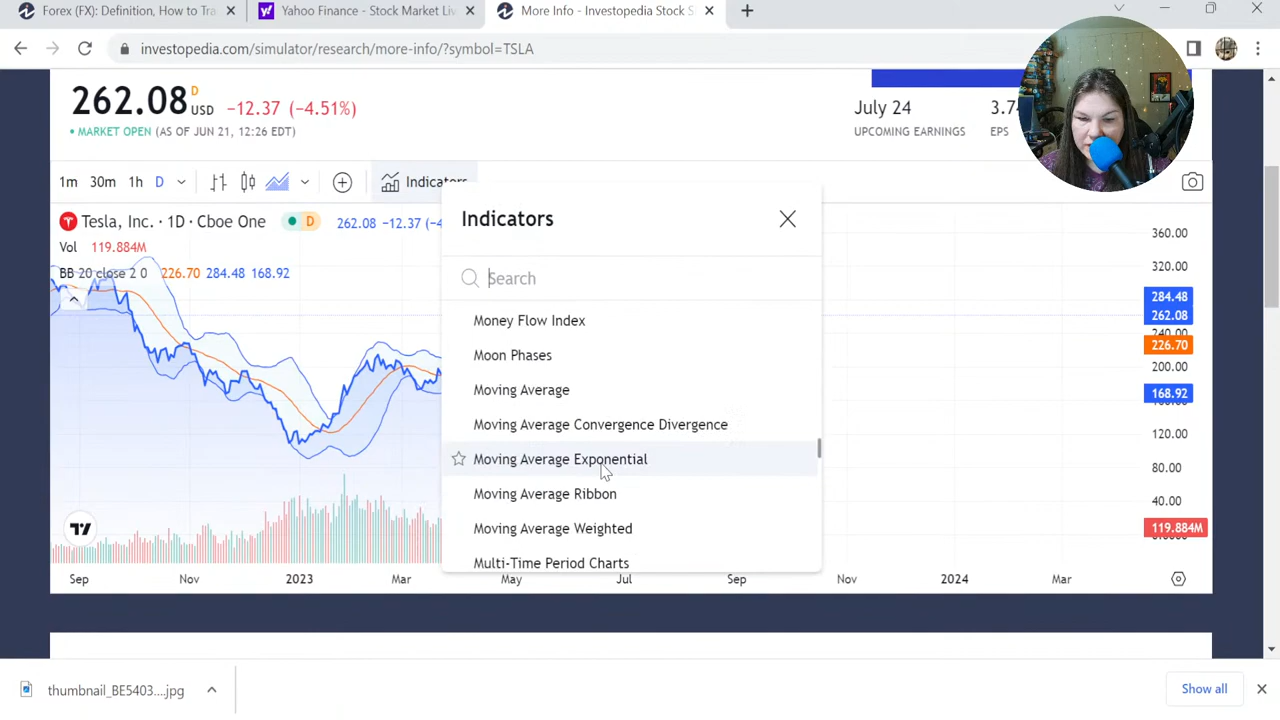 Forex (FX): Definition, How to Tra
Yahoo Finance - Stock Market Liv
More Info - Investopedia Stock S
investopedia.com/simulator/research/more-info/?symbol=TSLA
262.08 D USD −12.37 (−4.51%)
• MARKET OPEN (AS OF JUN 21, 12:26 EDT)
July 24
UPCOMING EARNINGS
EPS
1m 30m 1h D
Indicators
Tesla, Inc. · 1D · Cboe One
D
262.08 −12.37
Vol 119.884M
BB 20 close 2 0 226.70 284.48 168.92
Indicators
Search
Money Flow Index
Moon Phases
Moving Average
Moving Average Convergence Divergence
Moving Average Exponential
Moving Average Ribbon
Moving Average Weighted
Multi-Time Period Charts
360.00
320.00
284.48
262.08
240.00
226.70
200.00
168.92
120.00
80.00
40.00
119.884M
Sep Nov 2023 Mar May Jul Sep Nov 2024 Mar
thumbnail_BE5403....jpg
Show all